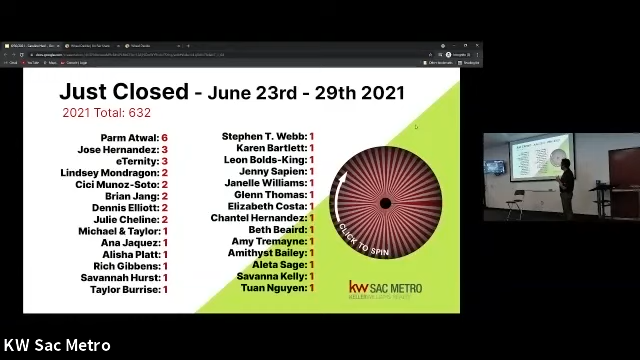 Just Closed - June 23rd - 29th 2021
2021 Total: 632
Parm Atwal: 6
Jose Hernandez: 3
eTernity: 3
Lindsey Mondragon: 2
Cici Munoz-Soto: 2
Brian Jang: 2
Dennis Elliott: 2
Julie Cheline: 2
Michael & Taylor: 1
Ana Jaquez: 1
Alisha Platt: 1
Rich Gibbens: 1
Savannah Hurst: 1
Taylor Burrise: 1
Stephen T. Webb: 1
Karen Bartlett: 1
Leon Bolds-King: 1
Jenny Sapien: 1
Janelle Williams: 1
Glenn Thomas: 1
Elizabeth Costa: 1
Chantel Hernandez: 1
Beth Beaird: 1
Amy Tremayne: 1
Amithyst Bailey: 1
Aleta Sage: 1
Savanna Kelly: 1
Tuan Nguyen: 1
CLICK TO SPIN
kw SAC METRO
KW Sac Metro